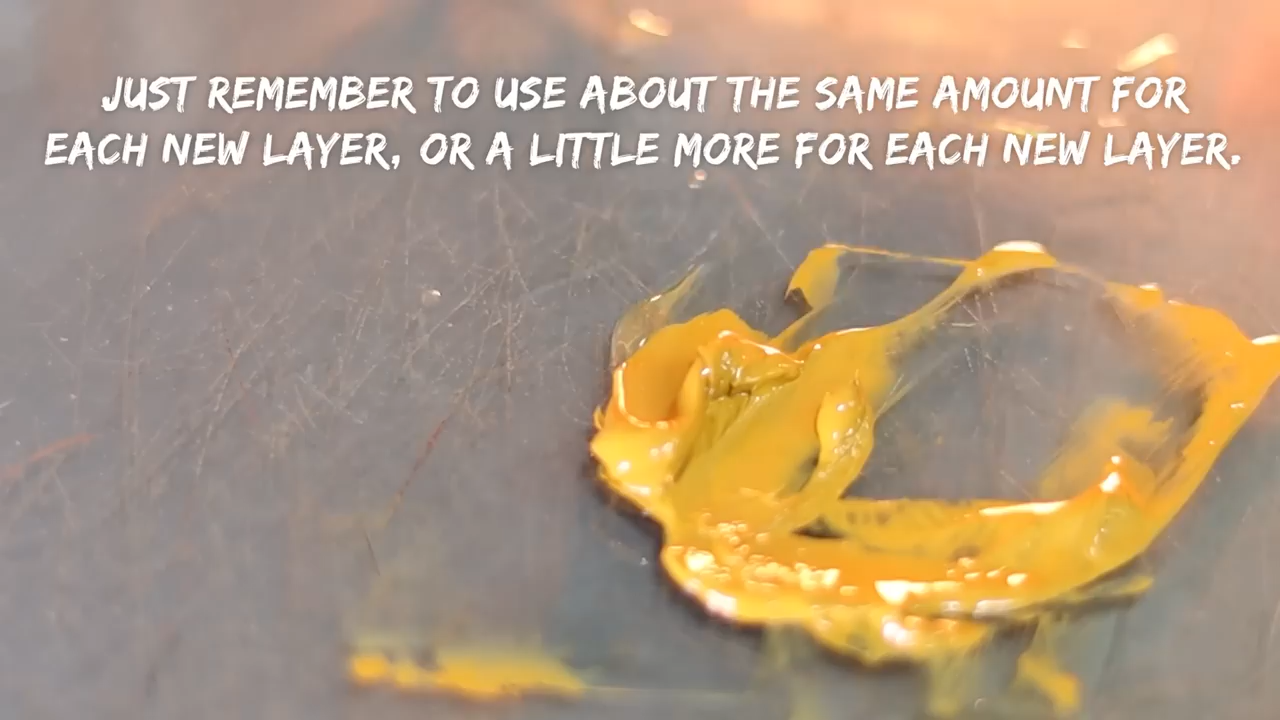 JUST REMEMBER TO USE ABOUT THE SAME AMOUNT FOR
EACH NEW LAYER, OR A LITTLE MORE FOR EACH NEW LAYER.